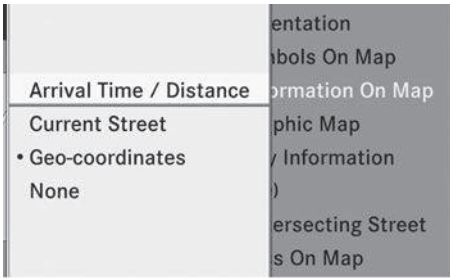 entation
nbols On Map
Arrival Time / Distance
ormation On Map
Current Street
phic Map
• Geo-coordinates
/ Information
None
)
ersecting Street
s On Map